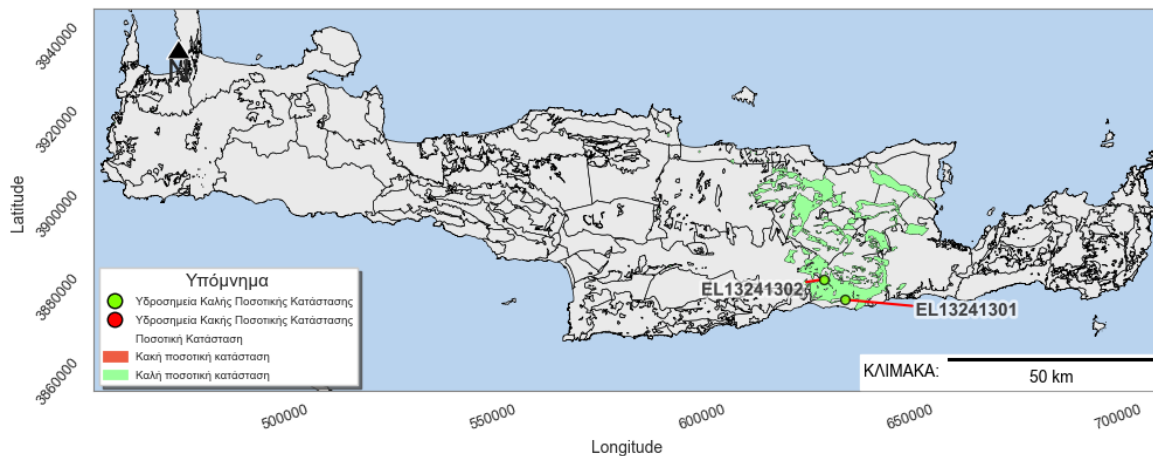 N
3940000
3920000
3900000
3880000
3860000
Latitude
EL13241302
EL13241301
Υπόμνημα
Υδροσημεία Καλής Ποσοτικής Κατάστασης
Υδροσημεία Κακής Ποσοτικής Κατάστασης
Ποσοτική Κατάσταση
Κακή ποσοτική κατάσταση
Καλή ποσοτική κατάσταση
ΚΛΙΜΑΚΑ:
50 km
500000
550000
600000
650000
700000
Longitude